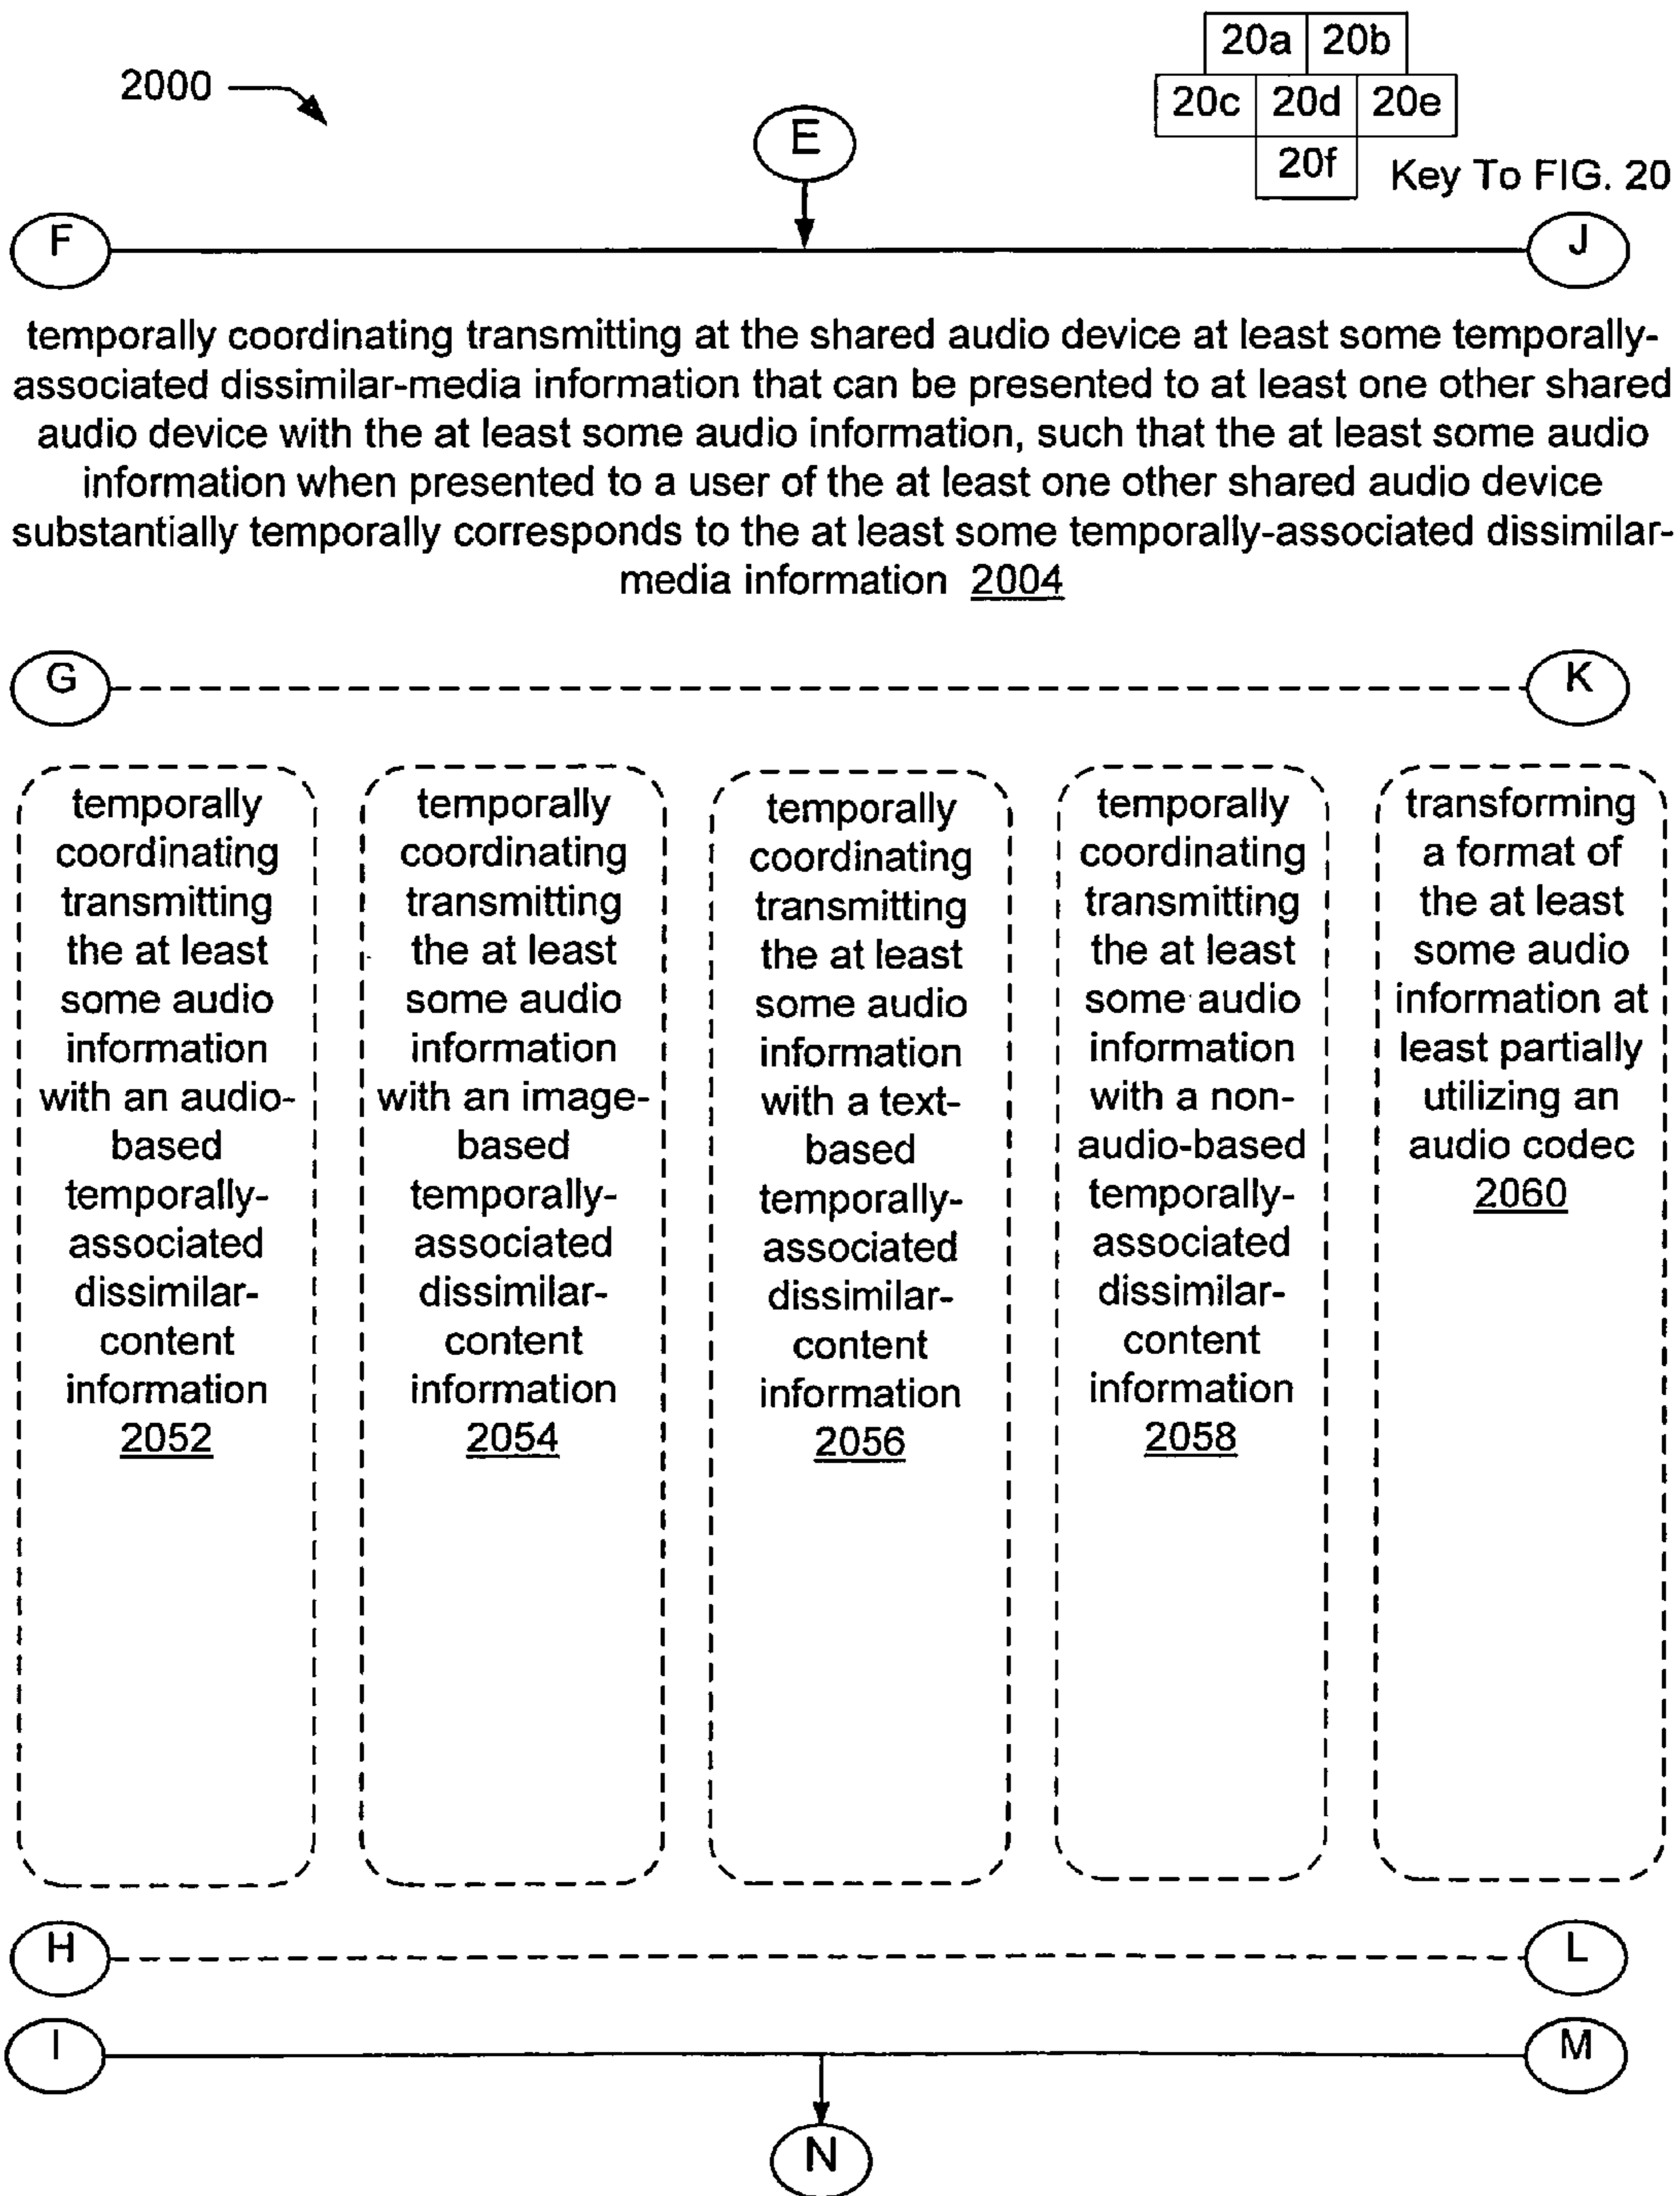 2000
20a 20b
20c 20d 20e
20f
Key To FIG. 20
E
F
J
temporally coordinating transmitting at the shared audio device at least some temporally-
associated dissimilar-media information that can be presented to at least one other shared
audio device with the at least some audio information, such that the at least some audio
information when presented to a user of the at least one other shared audio device
substantially temporally corresponds to the at least some temporally-associated dissimilar-
media information 2004
G
K
temporally
coordinating
transmitting
the at least
some audio
information
with an audio-
based
temporally-
associated
dissimilar-
content
information
2052
temporally
coordinating
transmitting
the at least
some audio
information
with an image-
based
temporally-
associated
dissimilar-
content
information
2054
temporally
coordinating
transmitting
the at least
some audio
information
with a text-
based
temporally-
associated
dissimilar-
content
information
2056
temporally
coordinating
transmitting
the at least
some audio
information
with a non-
audio-based
temporally-
associated
dissimilar-
content
information
2058
transforming
a format of
the at least
some audio
information at
least partially
utilizing an
audio codec
2060
H
L
I
M
N